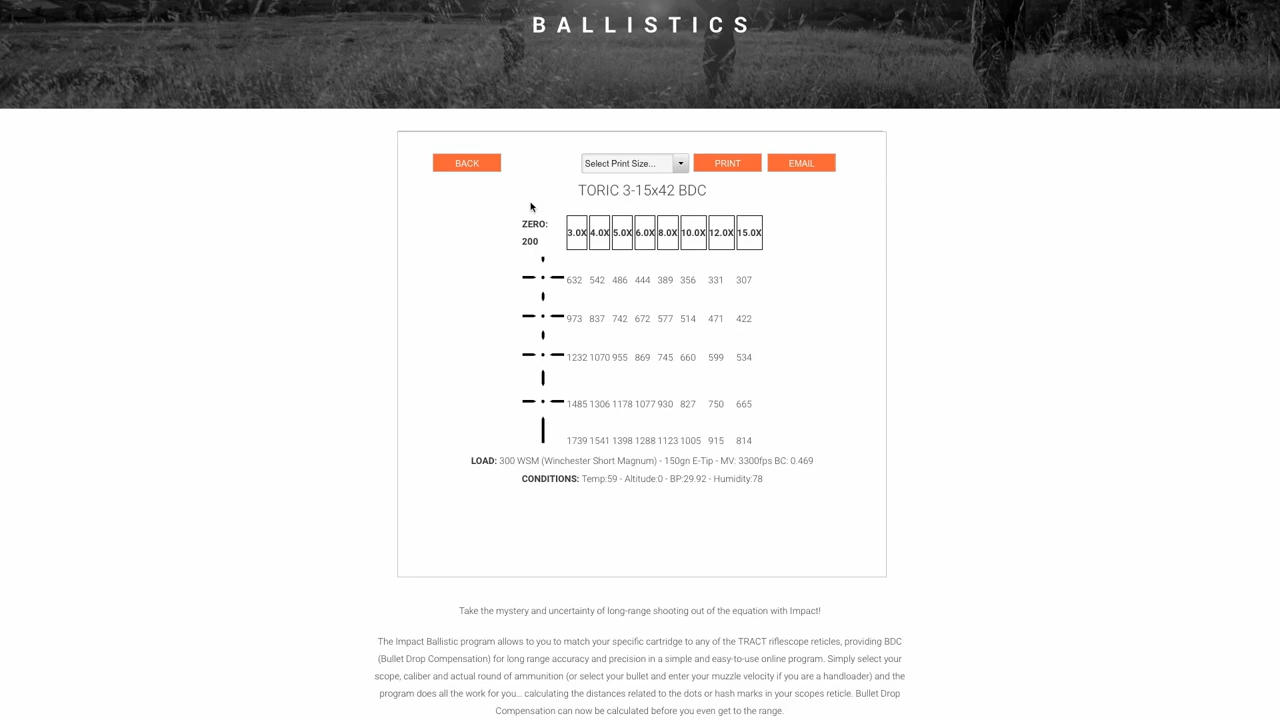 BALLISTICS
BACK
Select Print Size...
PRINT
EMAIL
TORIC 3-15x42 BDC
ZERO:
200
3.0X 4.0X 5.0X 6.0X 8.0X 10.0X 12.0X 15.0X
632 542 486 444 389 356 331 307
973 837 742 672 577 514 471 422
1232 1070 955 869 745 660 599 534
1485 1306 1178 1077 930 827 750 665
1739 1541 1398 1288 1123 1005 915 814
LOAD: 300 WSM (Winchester Short Magnum) - 150gn E-Tip - MV: 3300fps BC: 0.469
CONDITIONS: Temp:59 - Altitude:0 - BP:29.92 - Humidity:78
Take the mystery and uncertainty of long-range shooting out of the equation with Impact!
The Impact Ballistic program allows to you to match your specific cartridge to any of the TRACT riflescope reticles, providing BDC
(Bullet Drop Compensation) for long range accuracy and precision in a simple and easy-to-use online program. Simply select your
scope, caliber and actual round of ammunition (or select your bullet and enter your muzzle velocity if you are a handloader) and the
program does all the work for you... calculating the distances related to the dots or hash marks in your scopes reticle. Bullet Drop
Compensation can now be calculated before you even get to the range.